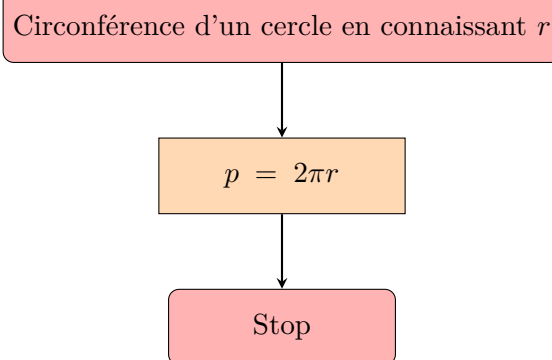 Circonférence d'un cercle en connaissant r
p = 2πr
Stop